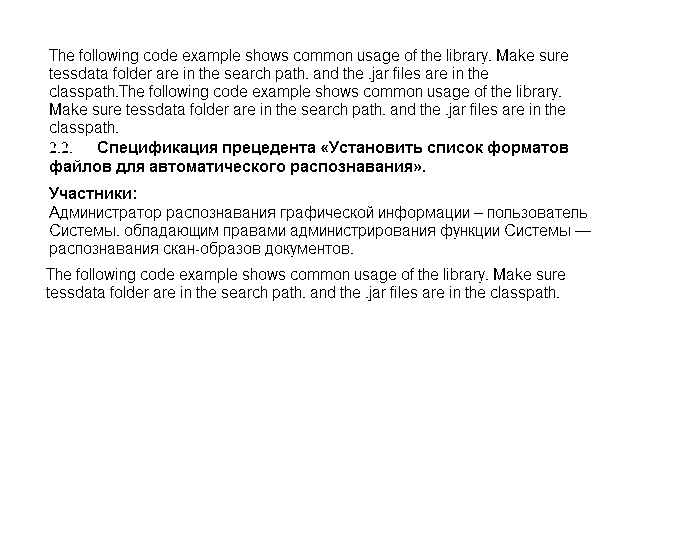 The following code example shows common usage of the library. Make sure
tessdata folder are in the search path. and the .jar files are in the
classpath.The following code example shows common usage of the library.
Make sure tessdata folder are in the search path. and the .jar files are in the
classpath.
2.2. Спецификация прецедента «Установить список форматов
файлов для автоматического распознавания».
Участники:
Администратор распознавания графической информации – пользователь
Системы. обладающим правами администрирования функции Системы —
распознавания скан-образов документов.
The following code example shows common usage of the library. Make sure
tessdata folder are in the search path. and the .jar files are in the classpath.